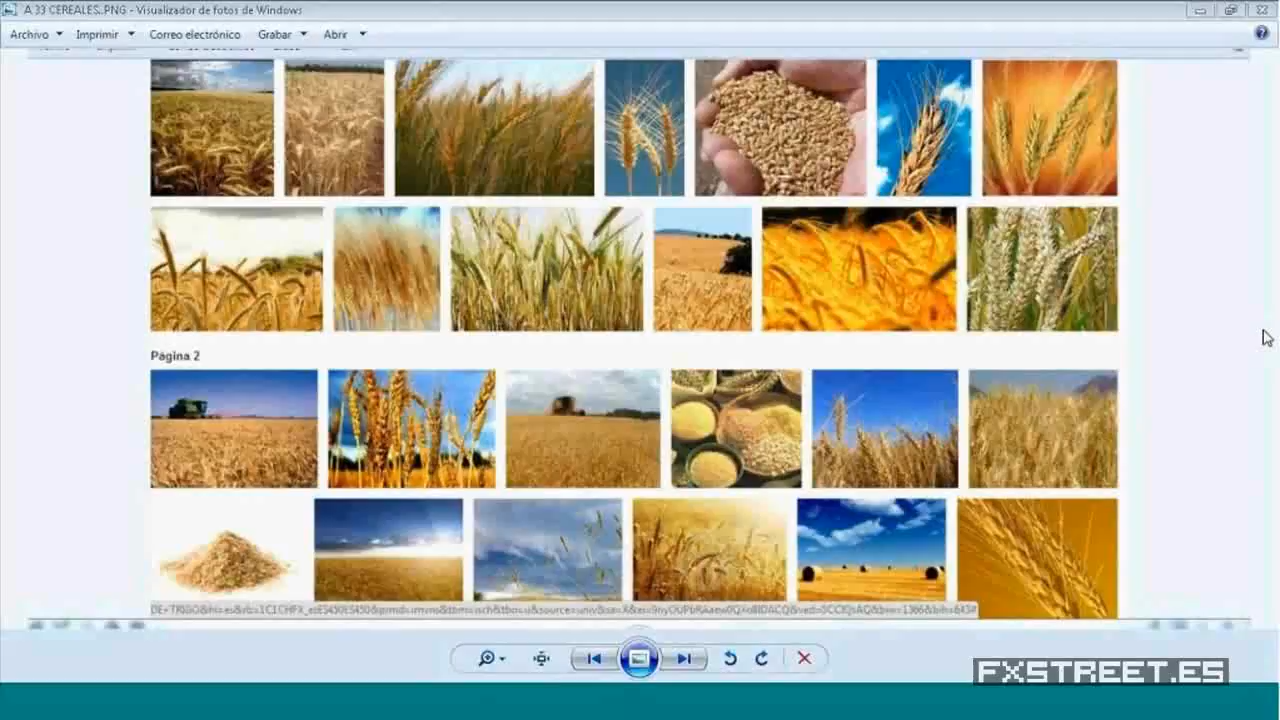 A 33 CEREALES..PNG - Visualizador de fotos de Windows
Archivo Imprimir Correo electrónico Grabar Abrir
Página 2
FXSTREET.ES